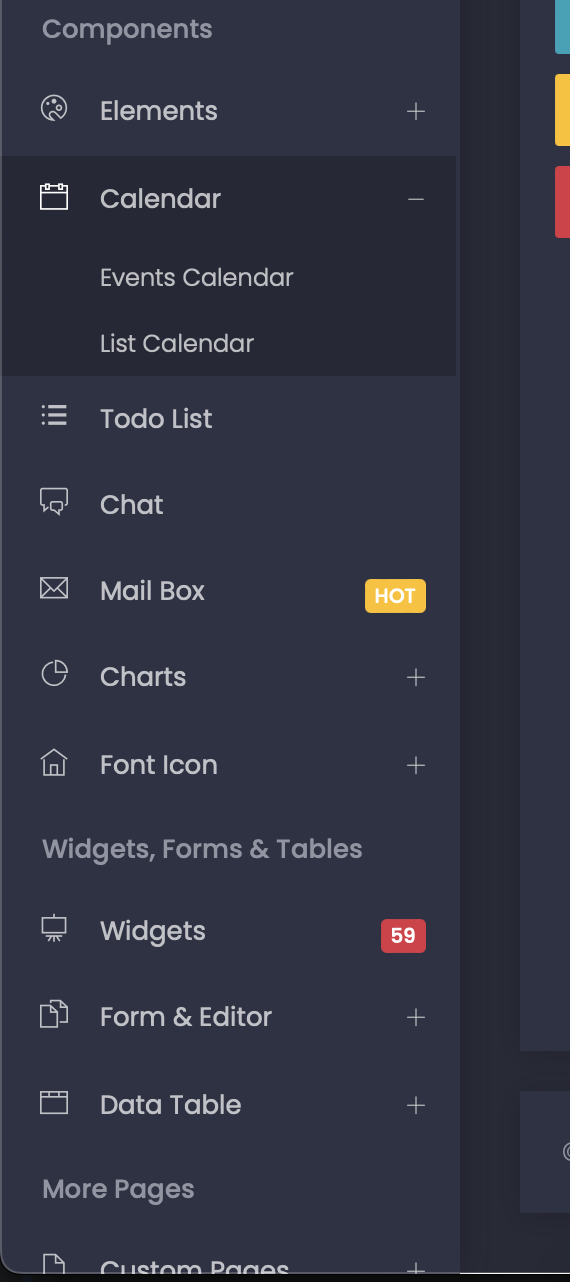 Components
Elements
Calendar
Events Calendar
List Calendar
Todo List
Chat
Mail Box HOT
Charts
Font Icon
Widgets, Forms & Tables
Widgets 59
Form & Editor
Data Table
More Pages
Custom Pages